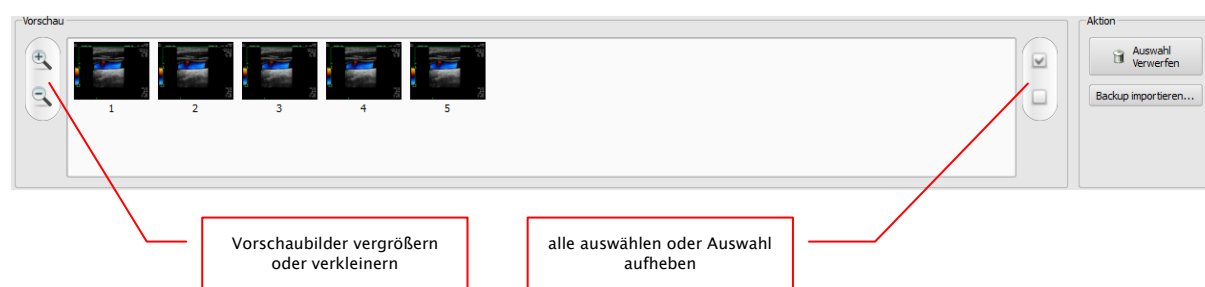 Vorschau
1
2
3
4
5
Aktion
Auswahl
Verwerfen
Backup importieren...
Vorschaubilder vergrößern
oder verkleinern
alle auswählen oder Auswahl
aufheben